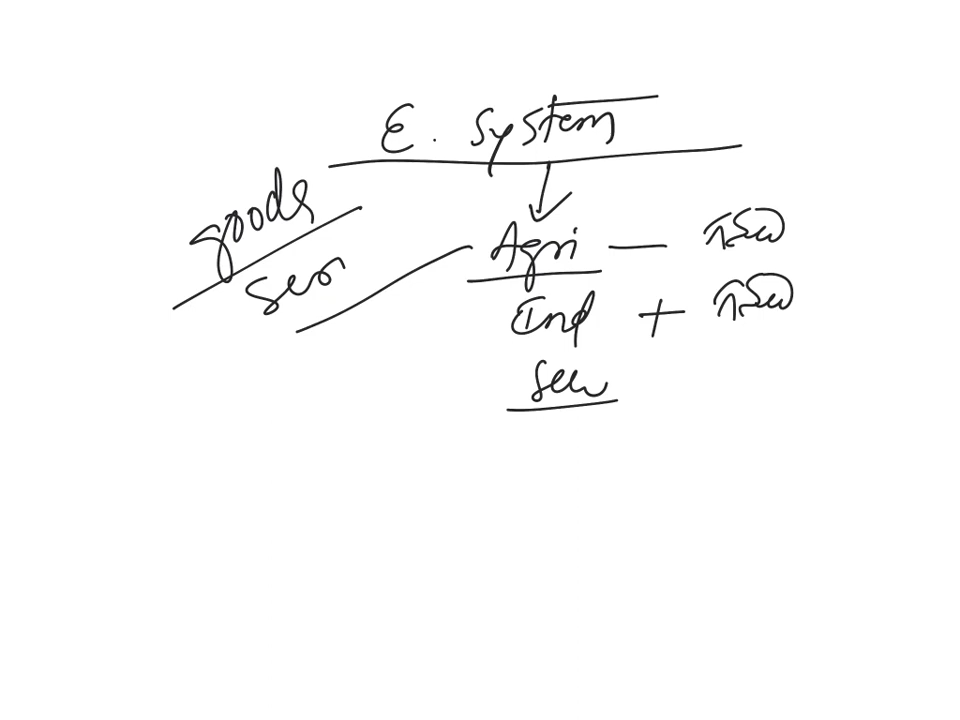 E. System
goods
ser
Agri —
Ind +
Ser